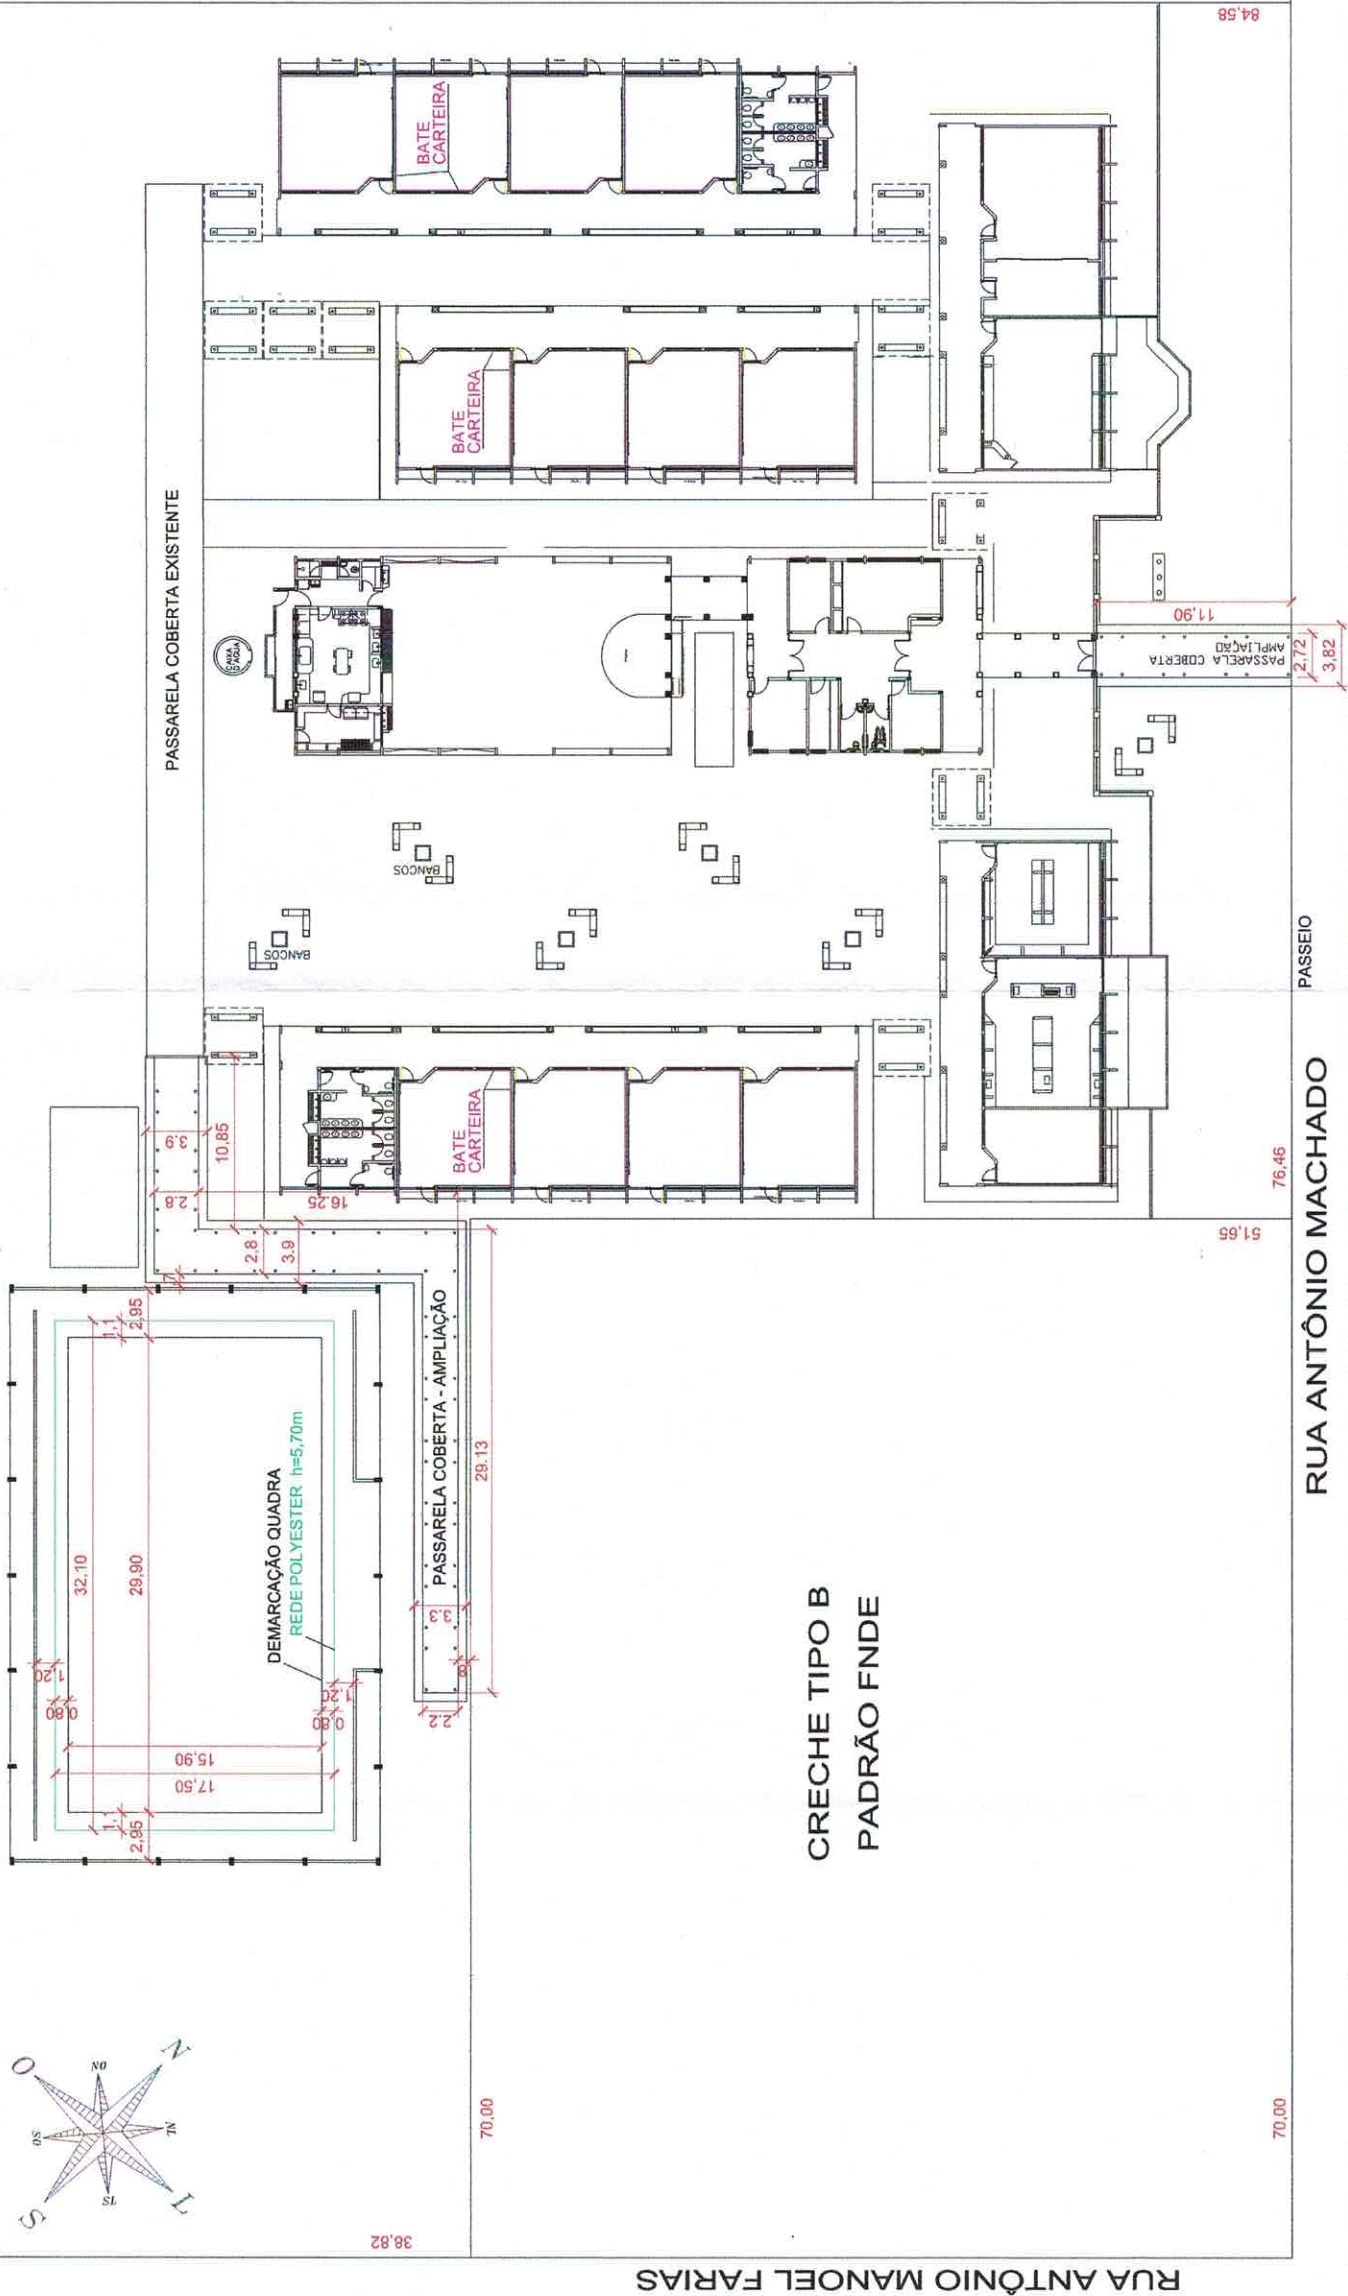 84,58
BATE
CARTEIRA
PASSARELA COBERTA EXISTENTE
BATE
CARTEIRA
CAIXA
D'AGUA
11,90
PASSARELA COBERTA
AMPLIAÇÃO
2,72
3,82
BANCOS
BANCOS
PASSEIO
10,85
3.9
2.8
16.25
BATE
CARTEIRA
76,46
51,65
RUA ANTÔNIO MACHADO
2,8
3.9
2,95
1,1
32,10
29,90
DEMARCAÇÃO QUADRA
REDE POLYESTER h=5,70m
PASSARELA COBERTA - AMPLIAÇÃO
29.13
3.3
2.2
1,20
0,80
1,20
0,80
15,90
17,50
1,1
2,95
CRECHE TIPO B
PADRÃO FNDE
O
NO
N
SO
S
L
70,00
70,00
38,82
RUA ANTÔNIO MANOEL FARIAS